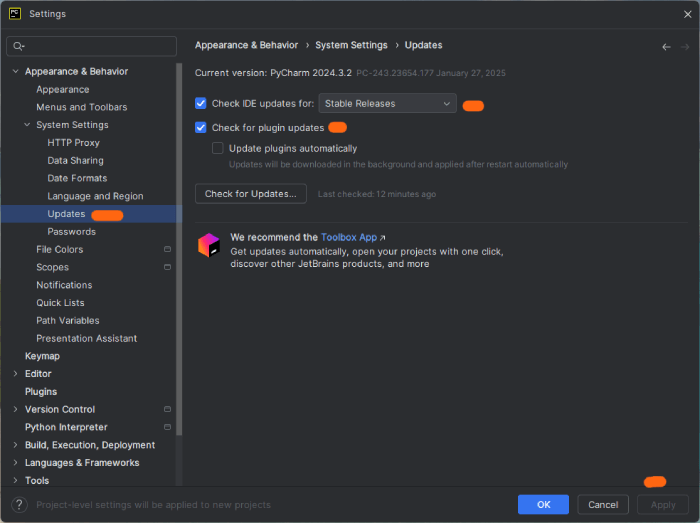 PC
Settings
Appearance & Behavior
Appearance
Menus and Toolbars
System Settings
HTTP Proxy
Data Sharing
Date Formats
Language and Region
Updates
Passwords
File Colors
Scopes
Notifications
Quick Lists
Path Variables
Presentation Assistant
Keymap
Editor
Plugins
Version Control
Python Interpreter
Build, Execution, Deployment
Languages & Frameworks
Tools
Appearance & Behavior › System Settings › Updates
Current version: PyCharm 2024.3.2 PC-243.23654.177 January 27, 2025
Check IDE updates for: Stable Releases
Check for plugin updates
Update plugins automatically
Updates will be downloaded in the background and applied after restart automatically
Check for Updates... Last checked: 12 minutes ago
We recommend the Toolbox App ↗
Get updates automatically, open your projects with one click,
discover other JetBrains products, and more
? Project-level settings will be applied to new projects
OK Cancel Apply